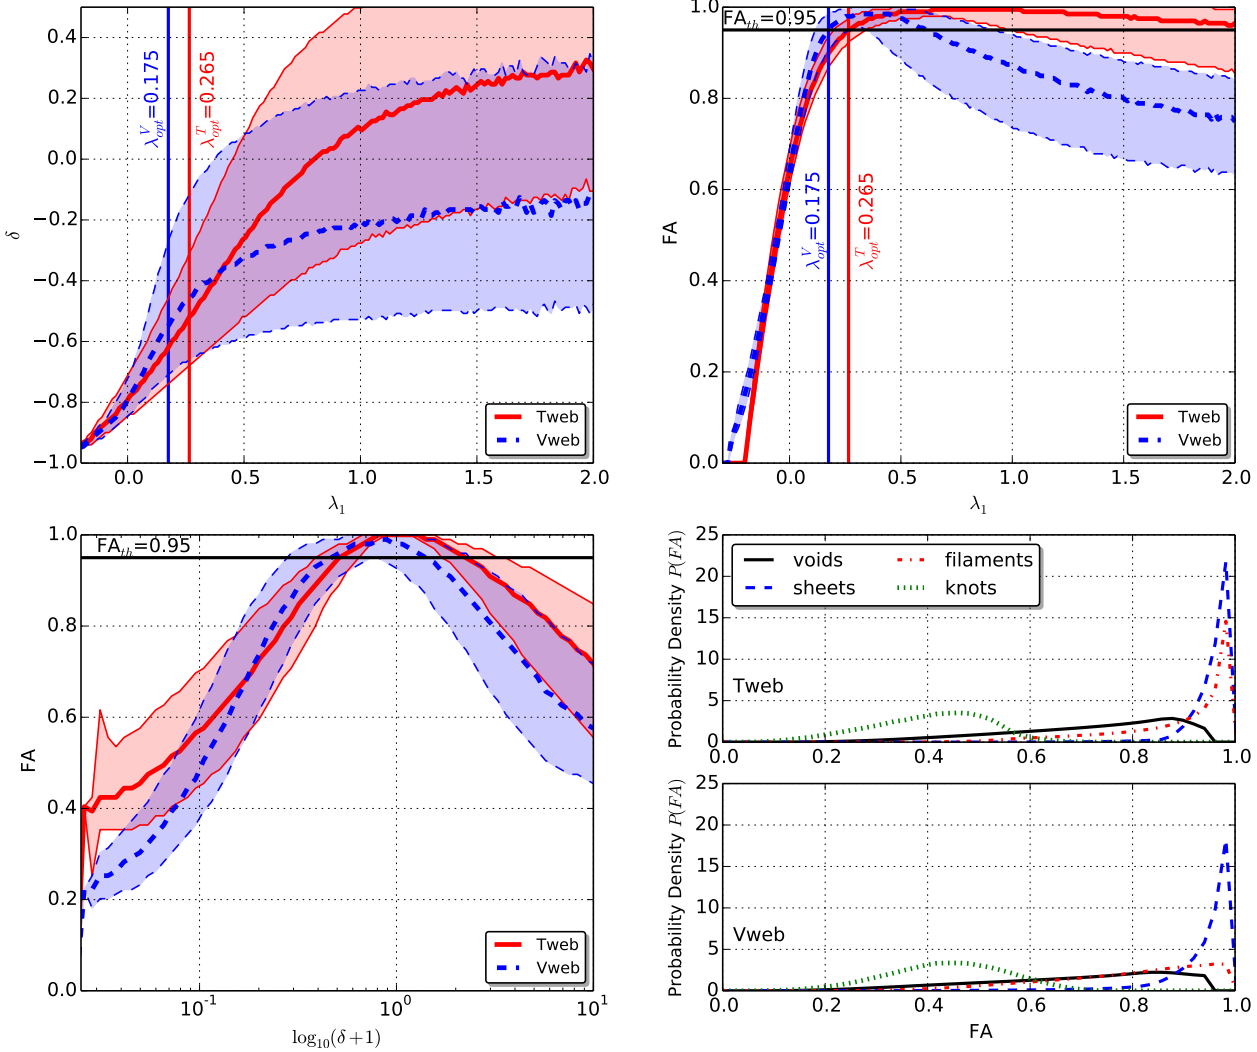 0.4
0.2
0.0
−0.2
−0.4
−0.6
−0.8
−1.0
δ
λ^V_opt=0.175
λ^T_opt=0.265
Tweb
Vweb
0.0 0.5 1.0 1.5 2.0
λ₁
1.0
0.8
0.6
0.4
0.2
0.0
FA
FA_th=0.95
λ^V_opt=0.175
λ^T_opt=0.265
Tweb
Vweb
0.0 0.5 1.0 1.5 2.0
λ₁
1.0
0.8
0.6
0.4
0.2
0.0
FA
FA_th=0.95
Tweb
Vweb
10⁻¹ 10⁰ 10¹
log₁₀(δ+1)
25
20
15
10
5
0
Probability Density P(FA)
voids filaments
sheets knots
Tweb
0.0 0.2 0.4 0.6 0.8 1.0
25
20
15
10
5
0
Probability Density P(FA)
Vweb
0.0 0.2 0.4 0.6 0.8 1.0
FA